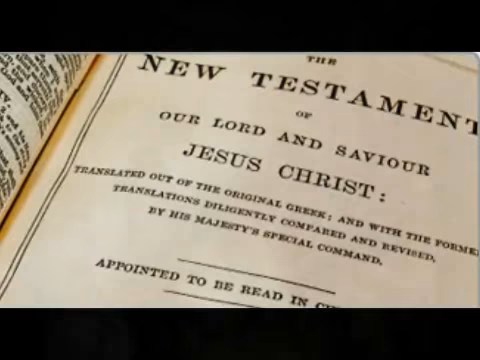 THE
NEW TESTAMENT
OF
OUR LORD AND SAVIOUR
JESUS CHRIST:
TRANSLATED OUT OF THE ORIGINAL GREEK; AND WITH THE FORMER
TRANSLATIONS DILIGENTLY COMPARED AND REVISED,
BY HIS MAJESTY'S SPECIAL COMMAND.
APPOINTED TO BE READ IN